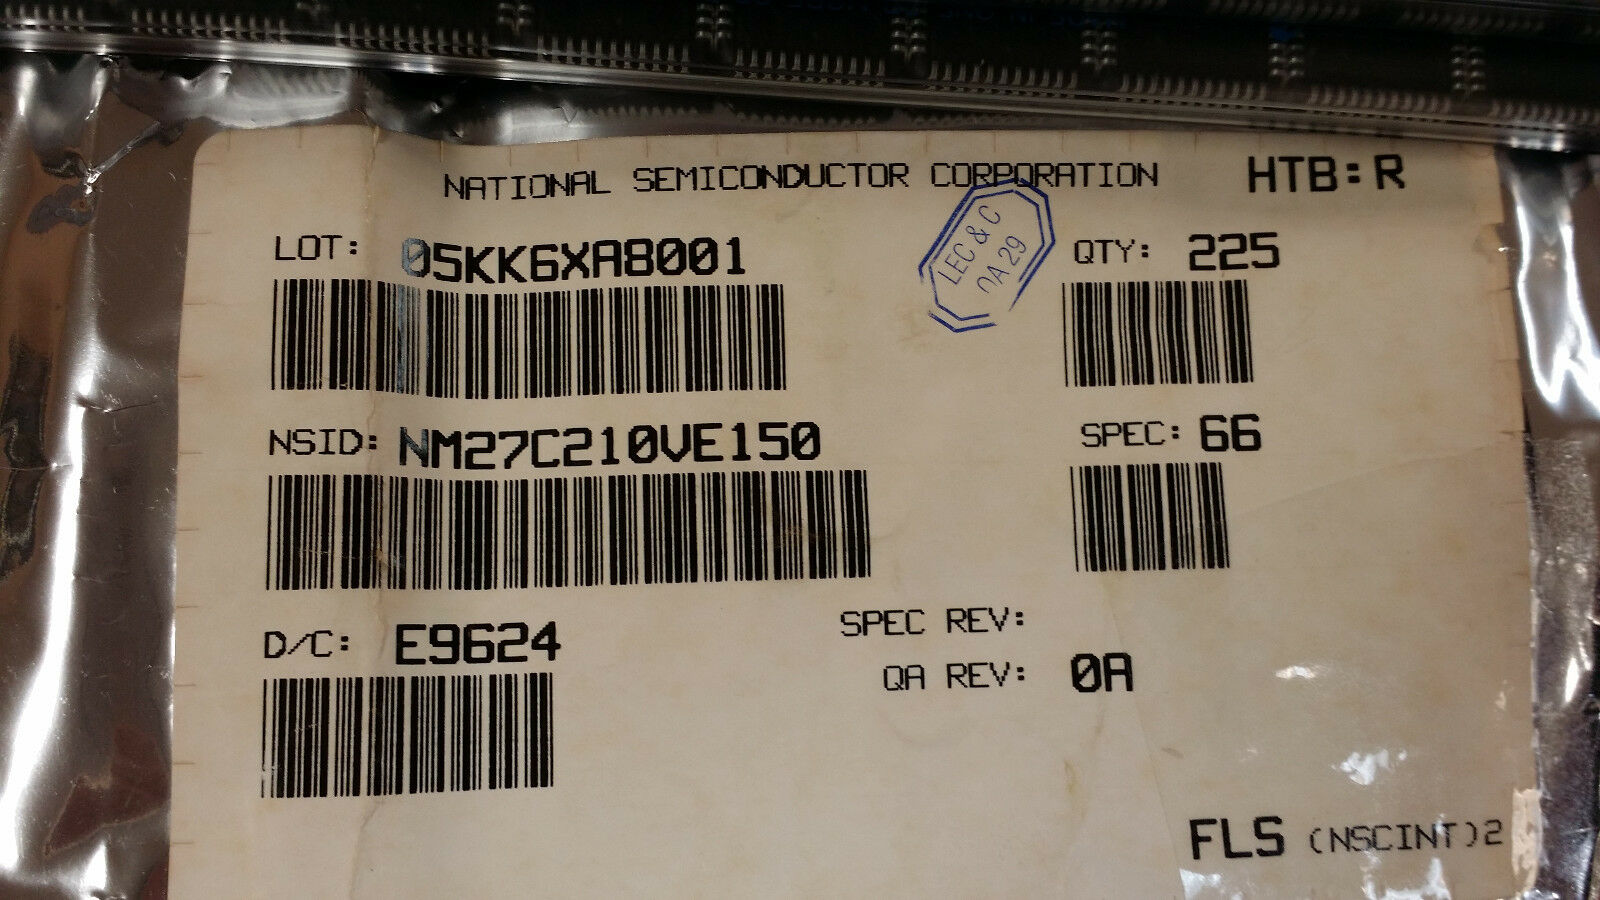 NATIONAL SEMICONDUCTOR CORPORATION HTB:R
LOT: 05KK6XA8001
LEC & C
QA 29
QTY: 225
NSID: NM27C210VE150
SPEC: 66
D/C: E9624
SPEC REV:
QA REV: 0A
FLS (NSCINT)2